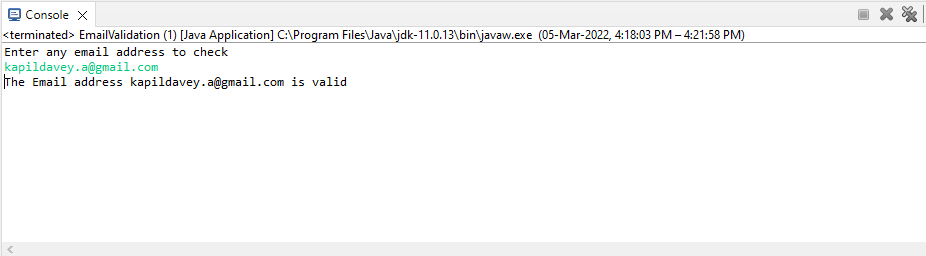 Console
<terminated> EmailValidation (1) [Java Application] C:\Program Files\Java\jdk-11.0.13\bin\javaw.exe (05-Mar-2022, 4:18:03 PM – 4:21:58 PM)
Enter any email address to check
kapildavey.a@gmail.com
The Email address kapildavey.a@gmail.com is valid